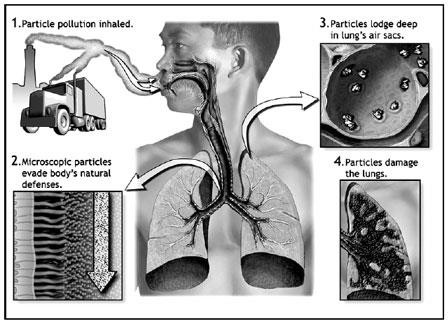 1. Particle pollution inhaled.
2. Microscopic particles
evade body's natural
defenses.
3. Particles lodge deep
in lung's air sacs.
4. Particles damage
the lungs.